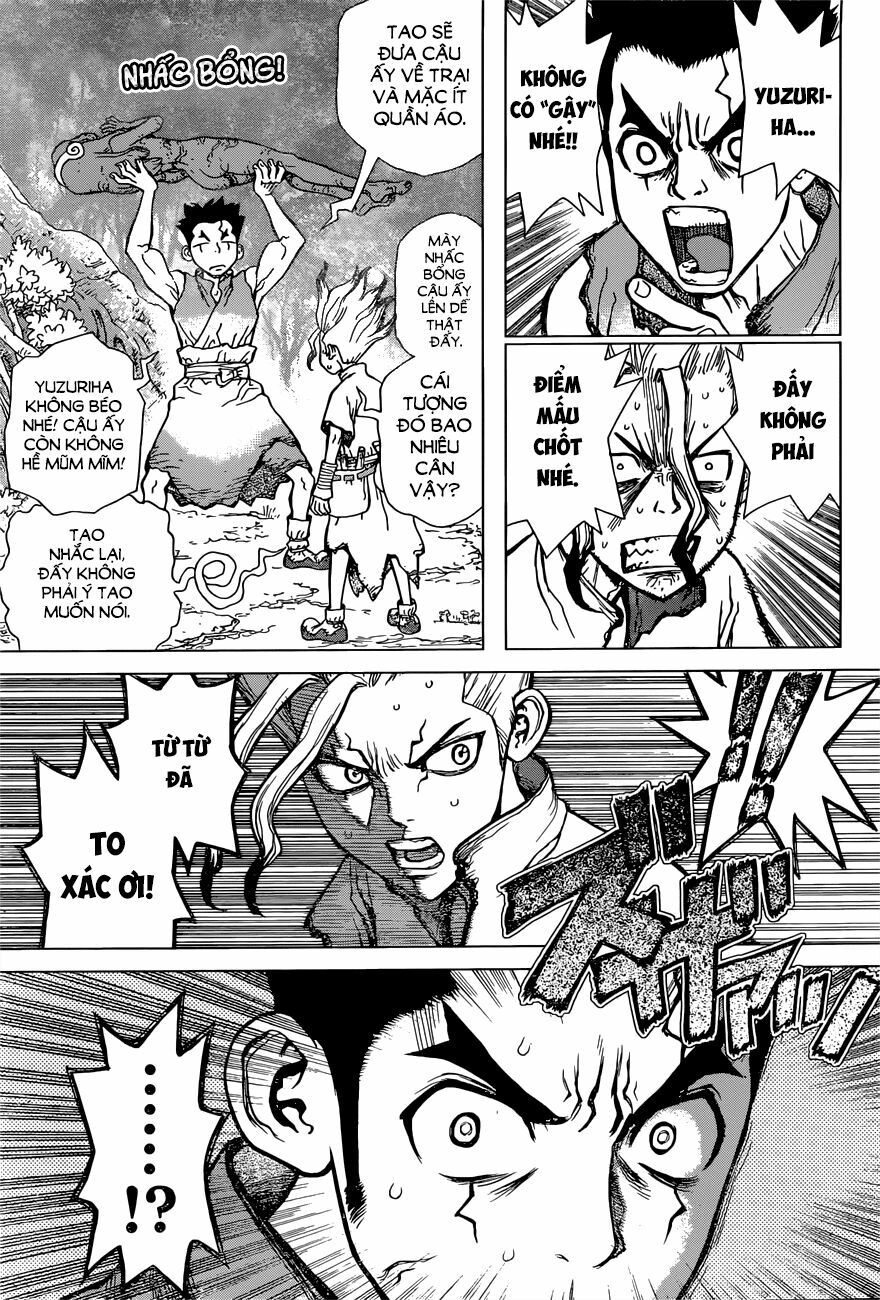 YUZURI-
HA...
KHÔNG
CÓ "GẬY"
NHÉ!!
ĐẤY KHÔNG
PHẢI
ĐIỂM
MẤU
CHỐT
NHÉ.
NHẤC BỔNG!
TAO SẼ
ĐƯA CẬU
ẤY VỀ TRẠI
VÀ MẶC ÍT
QUẦN ÁO.
MÀY
NHẤC
BỔNG
CẬU ẤY
LÊN DỄ
THẬT
ĐẤY.
CÁI
TƯỢNG
ĐÓ BAO
NHIÊU
CÂN
VẬY?
YUZURIHA
KHÔNG BÉO
NHÉ! CẬU ẤY
CÒN KHÔNG
HỀ MŨM MĨM!
TAO
NHẮC LẠI,
ĐẤY KHÔNG
PHẢI Ý TAO
MUỐN NÓI.
!!
TỪ TỪ
ĐÃ
TO
XÁC ƠI!
......
!?